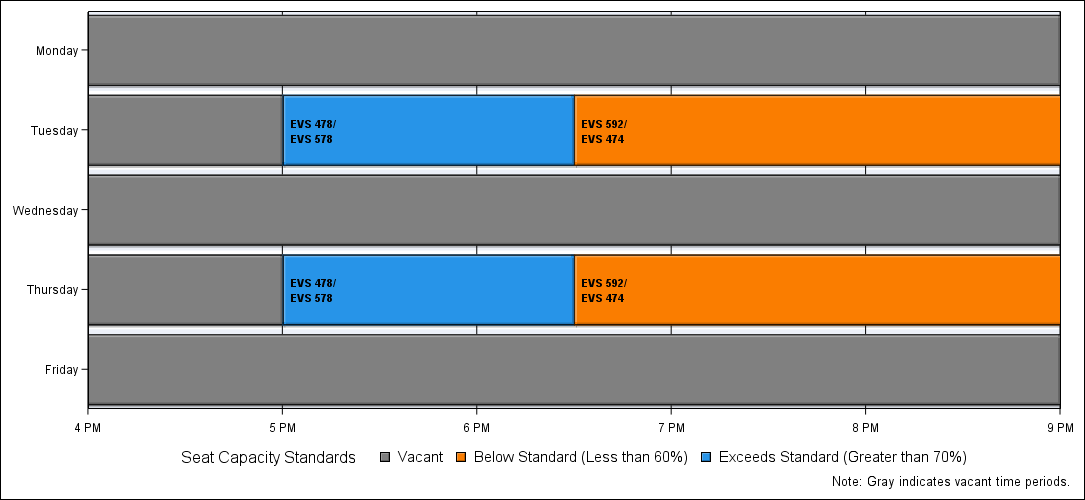 Monday
Tuesday
EVS 478/
EVS 578
EVS 592/
EVS 474
Wednesday
Thursday
EVS 478/
EVS 578
EVS 592/
EVS 474
Friday
4 PM 5 PM 6 PM 7 PM 8 PM 9 PM
Seat Capacity Standards Vacant Below Standard (Less than 60%) Exceeds Standard (Greater than 70%)
Note: Gray indicates vacant time periods.